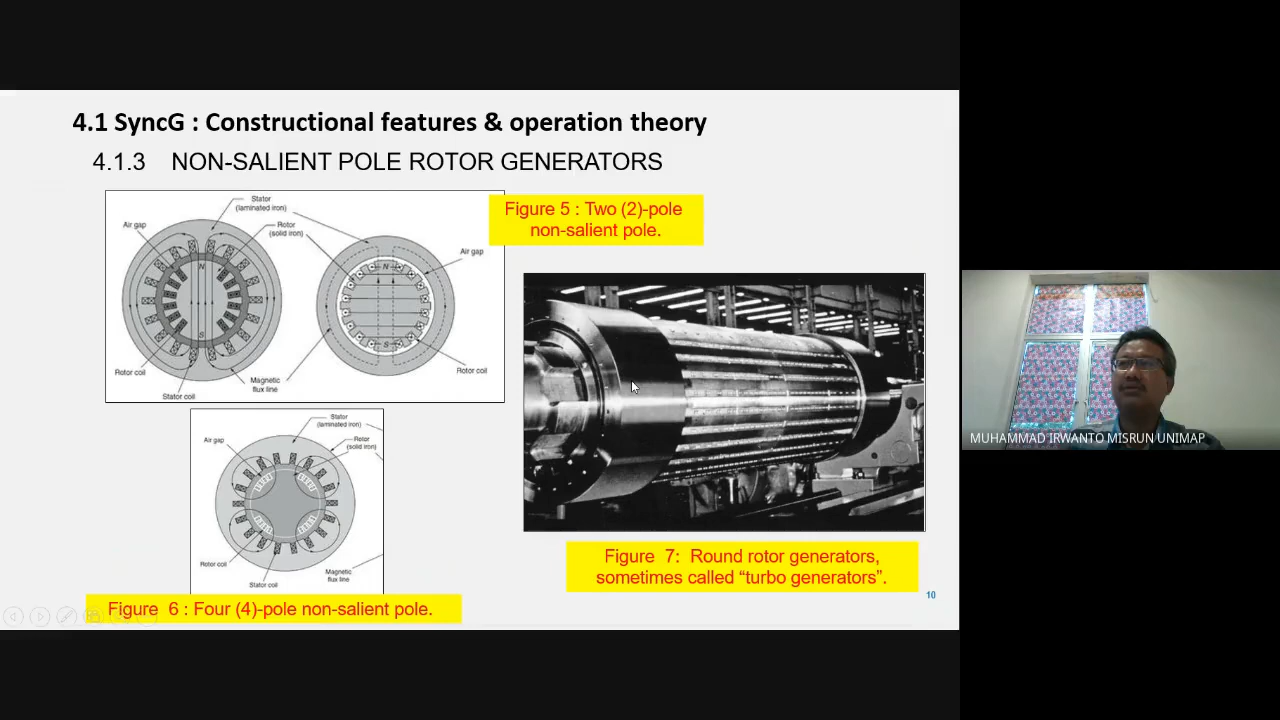 4.1 SyncG : Constructional features & operation theory
4.1.3 NON-SALIENT POLE ROTOR GENERATORS
Stator
(laminated iron)
Air gap
Rotor
(solid iron)
Air gap
N
S
N
S
Rotor coil
Stator coil
Magnetic
flux line
Rotor coil
Figure 5 : Two (2)-pole
non-salient pole.
Stator
(laminated iron)
Air gap
Rotor
(solid iron)
Rotor coil
Stator coil
Magnetic
flux line
Figure 6 : Four (4)-pole non-salient pole.
Figure 7: Round rotor generators,
sometimes called “turbo generators”.
10
MUHAMMAD IRWANTO MISRUN UNIMAP